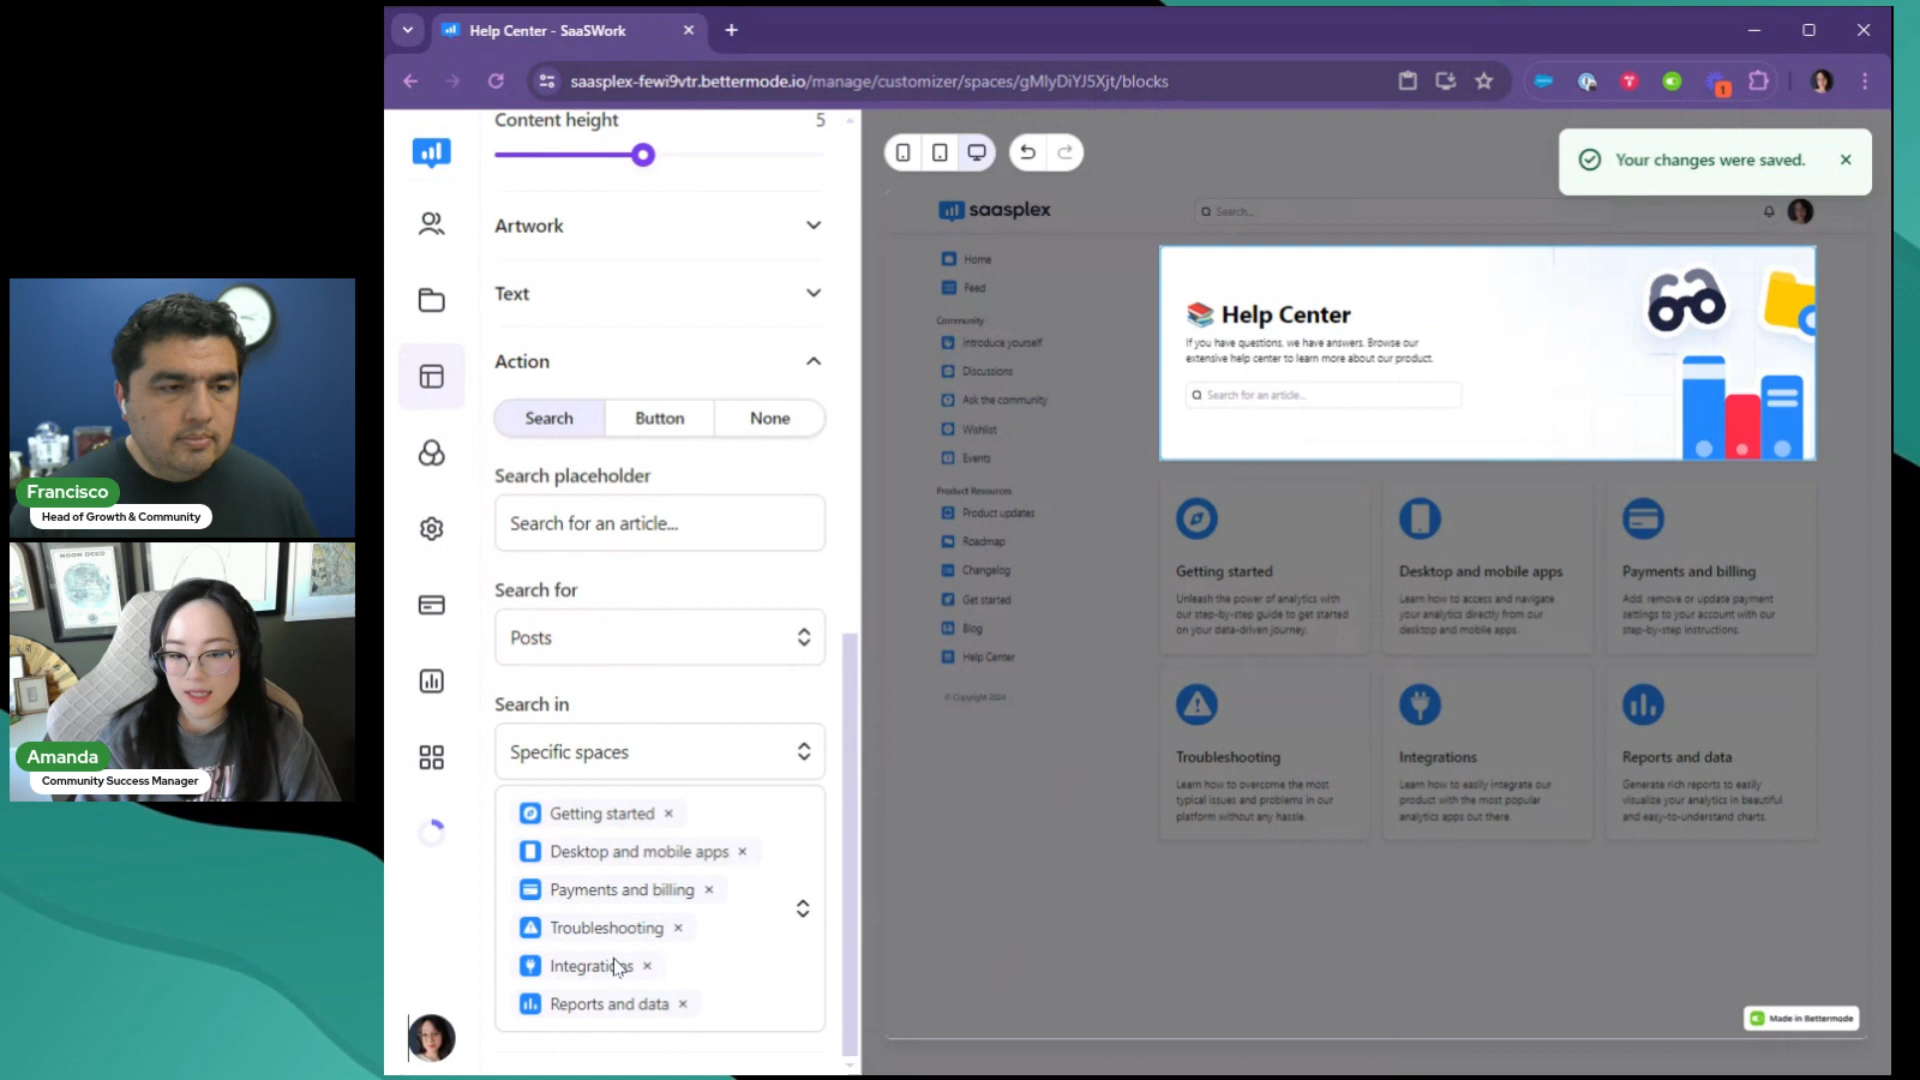 Help Center - SaaSWork
saasplex-fewi9vtr.bettermode.io/manage/customizer/spaces/gMlyDiYJ5Xjt/blocks
1
Content height
5
Artwork
Text
Action
Search
Button
None
Search placeholder
Search for an article...
Search for
Posts
Search in
Specific spaces
Getting started
Desktop and mobile apps
Payments and billing
Troubleshooting
Integrations
Reports and data
Your changes were saved.
saasplex
Search...
Home
Feed
Community
Introduce yourself
Discussions
Ask the community
Wishlist
Events
Product Resources
Product updates
Roadmap
Changelog
Get started
Blog
Help Center
© Copyright 2024
Help Center
If you have questions, we have answers. Browse our
extensive help center to learn more about our product.
Search for an article...
Getting started
Unleash the power of analytics with
our step-by-step guide to get started
on your data-driven journey.
Desktop and mobile apps
Learn how to access and navigate
your analytics directly from our
desktop and mobile apps.
Payments and billing
Add, remove or update payment
settings to your account with our
step-by-step instructions.
Troubleshooting
Learn how to overcome the most
typical issues and problems in our
platform without any hassle.
Integrations
Learn how to easily integrate our
product with the most popular
analytics apps out there.
Reports and data
Generate rich reports to easily
visualize your analytics in beautiful
and easy-to-understand charts.
Made in Bettermode
Francisco
Head of Growth & Community
MOON DEED
Amanda
Community Success Manager